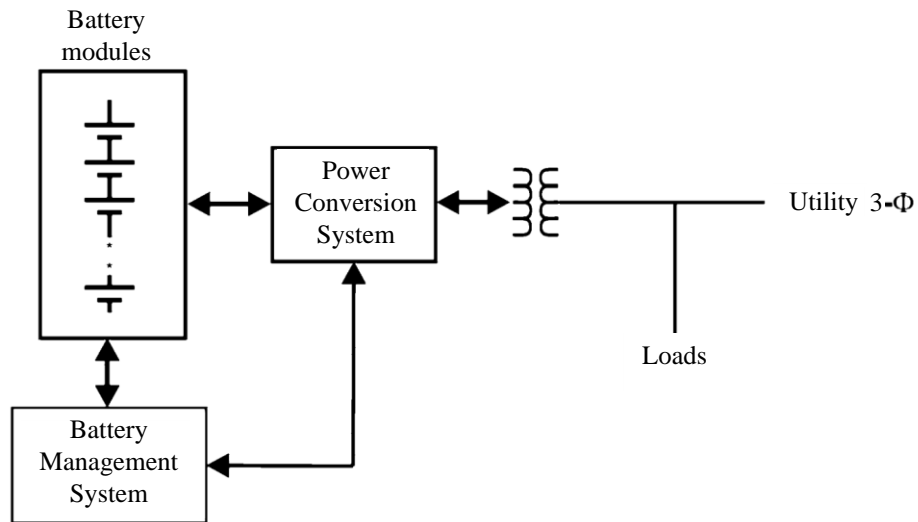 Battery
modules
Power
Conversion
System
Utility 3-Φ
Loads
Battery
Management
System